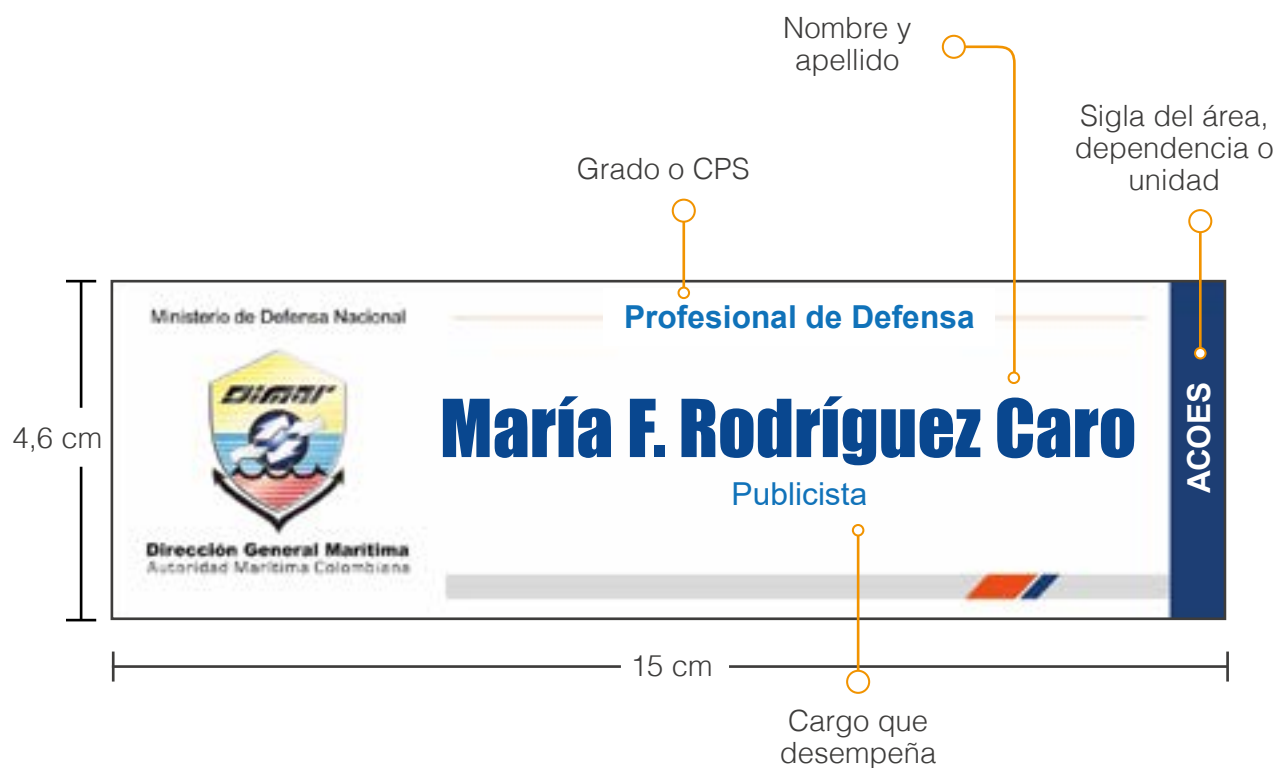 Nombre y
apellido
Sigla del área,
dependencia o
unidad
Grado o CPS
Ministerio de Defensa Nacional
Profesional de Defensa
Dimar
María F. Rodríguez Caro
ACOES
4,6 cm
Publicista
Dirección General Marítima
Autoridad Marítima Colombiana
15 cm
Cargo que
desempeña